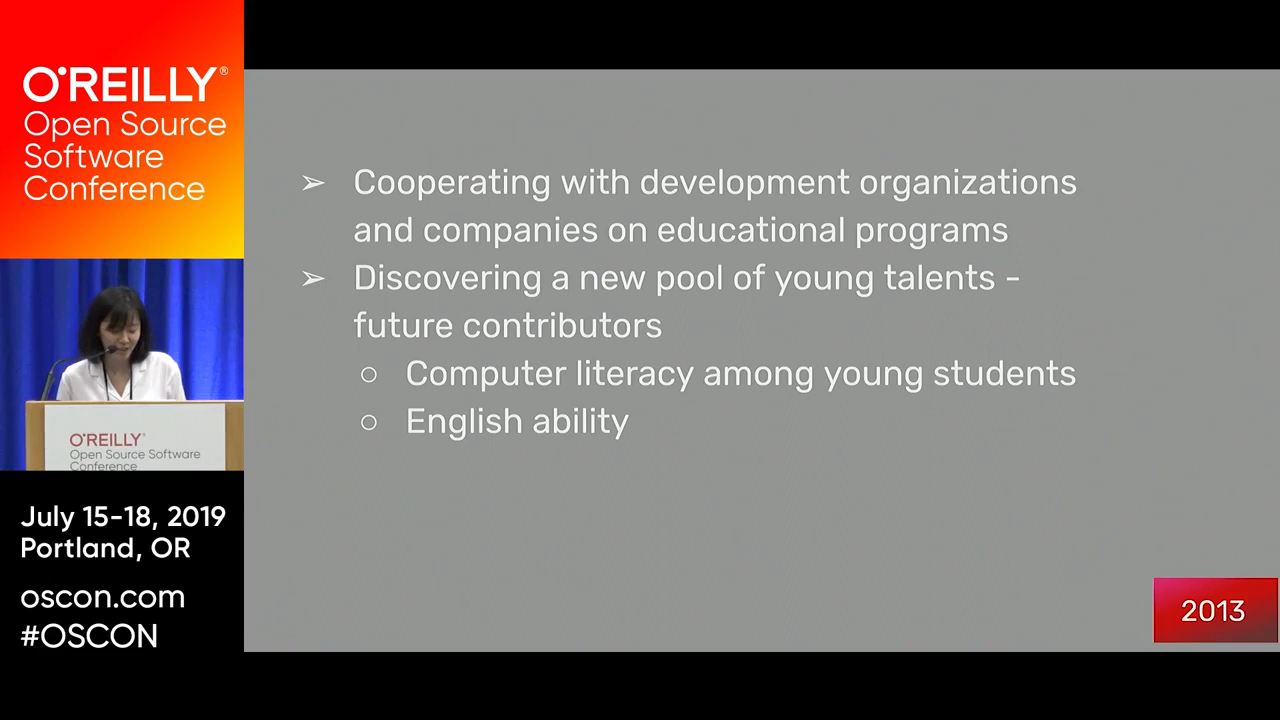 O'REILLY®
Open Source
Software
Conference
➢ Cooperating with development organizations
and companies on educational programs
➢ Discovering a new pool of young talents -
future contributors
○ Computer literacy among young students
○ English ability
O'REILLY®
Open Source Software
Conference
July 15-18, 2019
Portland, OR
oscon.com
#OSCON
2013